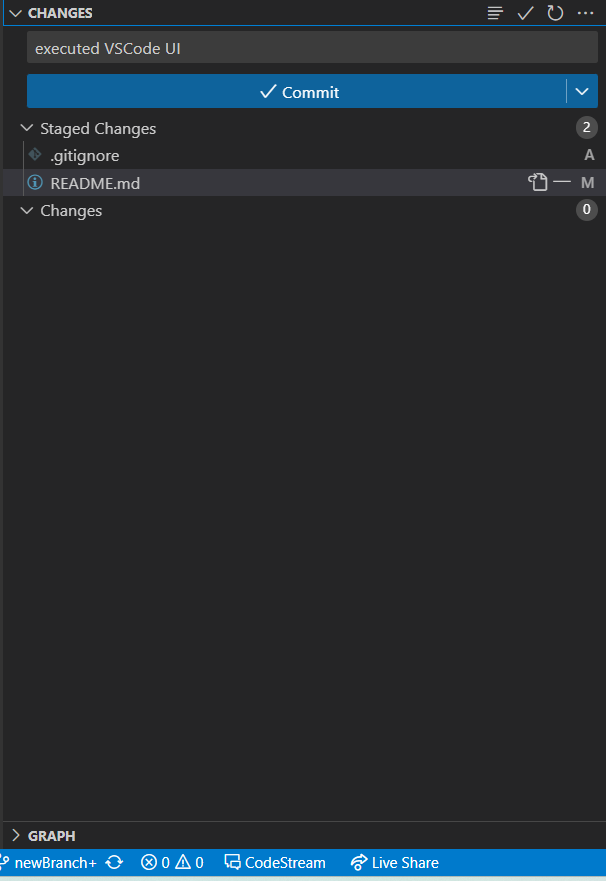 CHANGES
executed VSCode UI
Commit
Staged Changes 2
.gitignore A
README.md M
Changes 0
GRAPH
newBranch+ 0 0 CodeStream Live Share